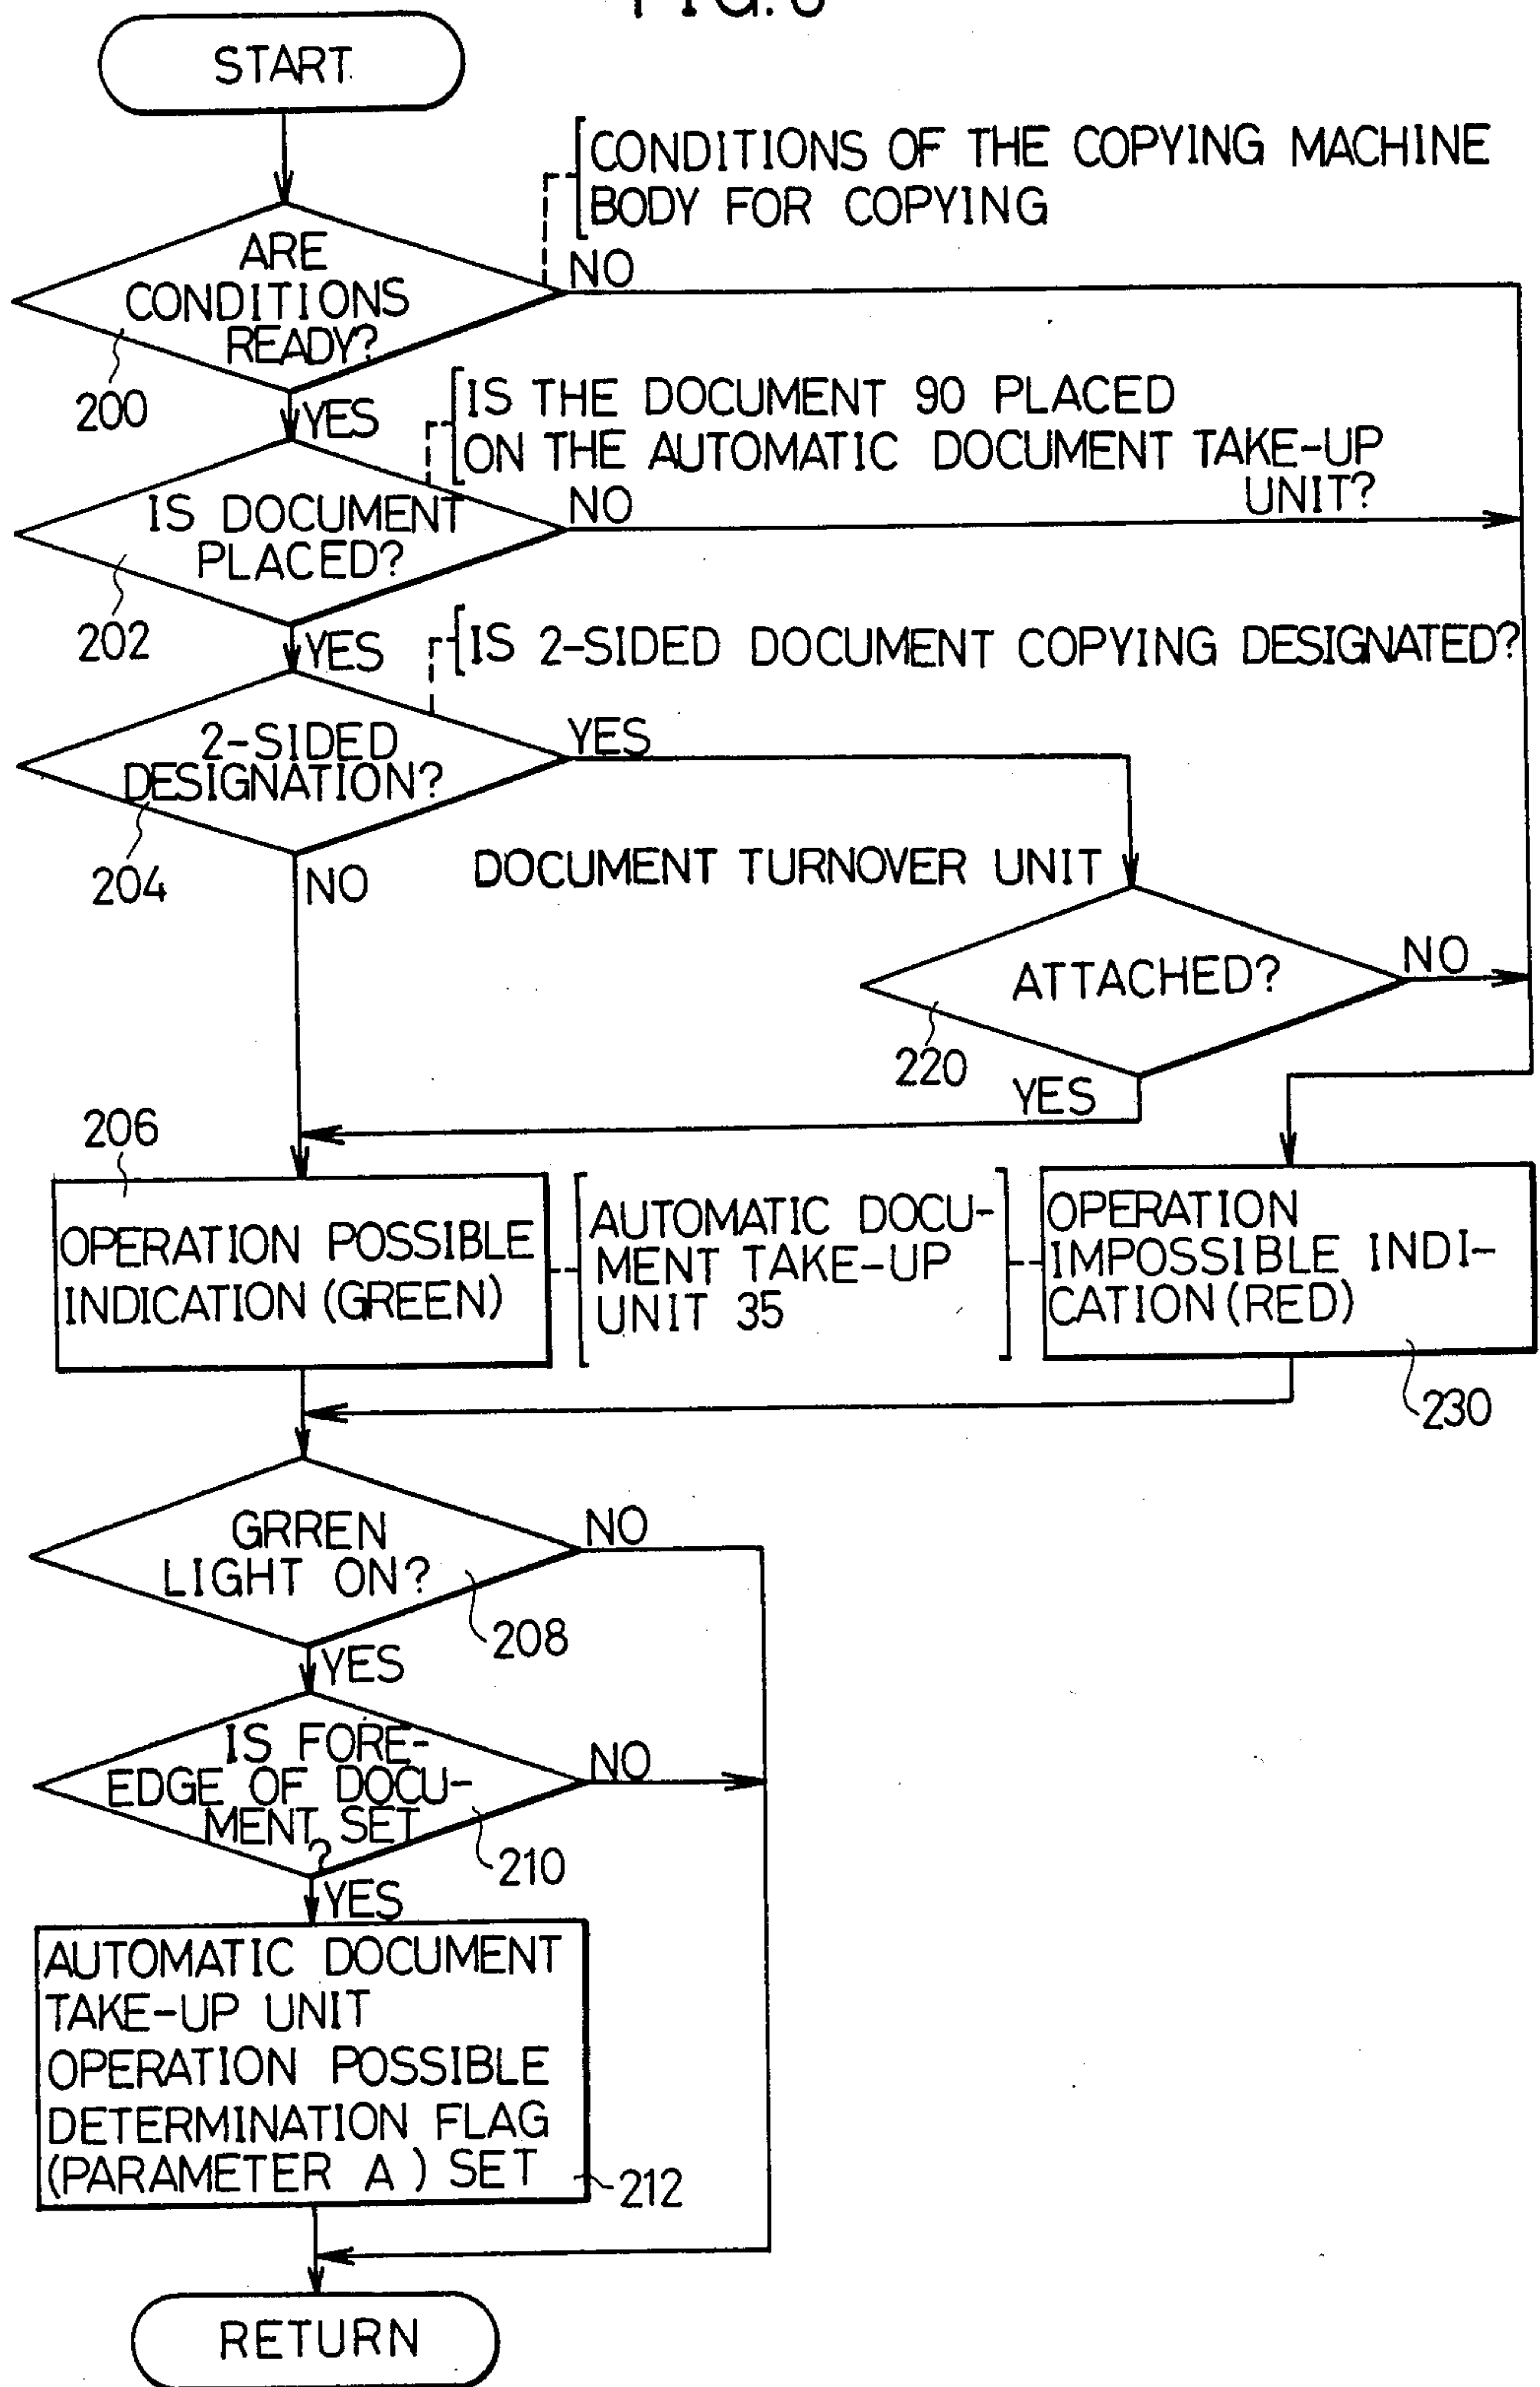 START
CONDITIONS OF THE COPYING MACHINE
BODY FOR COPYING
ARE
CONDITIONS
READY?
NO
200
YES
IS THE DOCUMENT 90 PLACED
ON THE AUTOMATIC DOCUMENT TAKE-UP
UNIT?
IS DOCUMENT
PLACED?
NO
202
YES
IS 2-SIDED DOCUMENT COPYING DESIGNATED?
2-SIDED
DESIGNATION?
YES
204
NO
DOCUMENT TURNOVER UNIT
ATTACHED?
NO
220
YES
206
OPERATION POSSIBLE
INDICATION (GREEN)
AUTOMATIC DOCU-
MENT TAKE-UP
UNIT 35
OPERATION
IMPOSSIBLE INDI-
CATION (RED)
230
GRREN
LIGHT ON?
NO
208
YES
IS FORE-
EDGE OF DOCU-
MENT SET
?
NO
210
YES
AUTOMATIC DOCUMENT
TAKE-UP UNIT
OPERATION POSSIBLE
DETERMINATION FLAG
(PARAMETER A) SET
212
RETURN